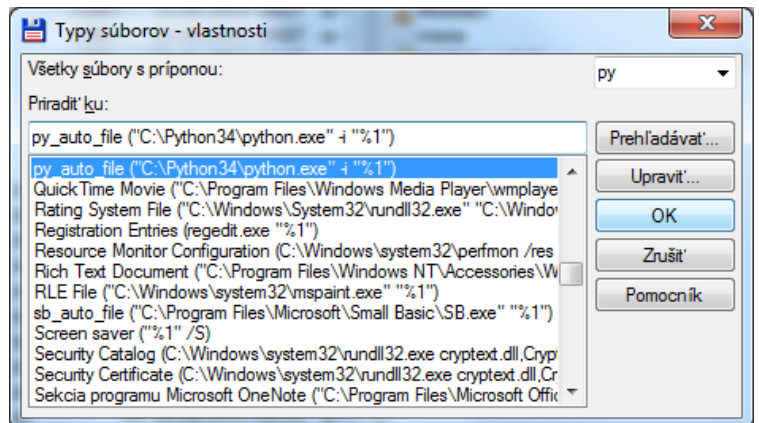 Typy súborov - vlastnosti
Všetky súbory s príponou:
py
Priradiť ku:
py_auto_file ("C:\Python34\python.exe" -i "%1")
Prehľadávať...
py_auto_file ("C:\Python34\python.exe" -i "%1")
Upraviť...
QuickTime Movie ("C:\Program Files\Windows Media Player\wmplaye
Rating System File ("C:\Windows\System32\rundll32.exe" "C:\Window
OK
Registration Entries (regedit.exe "%1")
Resource Monitor Configuration (C:\Windows\system32\perfmon /res
Zrušiť
Rich Text Document ("C:\Program Files\Windows NT\Accessories\W
RLE File ("C:\Windows\system32\mspaint.exe" "%1")
Pomocník
sb_auto_file ("C:\Program Files\Microsoft\Small Basic\SB.exe" "%1")
Screen saver ("%1" /S)
Security Catalog (C:\Windows\system32\rundll32.exe cryptext.dll,Crypt
Security Certificate (C:\Windows\system32\rundll32.exe cryptext.dll,Cr
Sekcia programu Microsoft OneNote ("C:\Program Files\Microsoft Offic